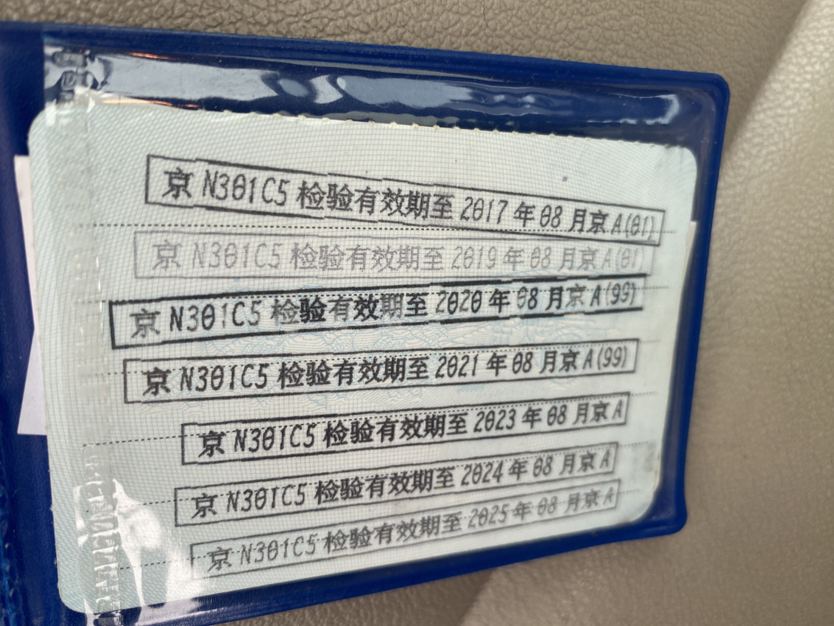 京 N301C5 检验有效期至 2017 年 08 月京 A(01)
京 N301C5 检验有效期至 2019 年 08 月京 A(01)
京 N301C5 检验有效期至 2020 年 08 月京 A(99)
京 N301C5 检验有效期至 2021 年 08 月京 A(99)
京 N301C5 检验有效期至 2023 年 08 月京 A
京 N301C5 检验有效期至 2024 年 08 月京 A
京 N301C5 检验有效期至 2025 年 08 月京 A